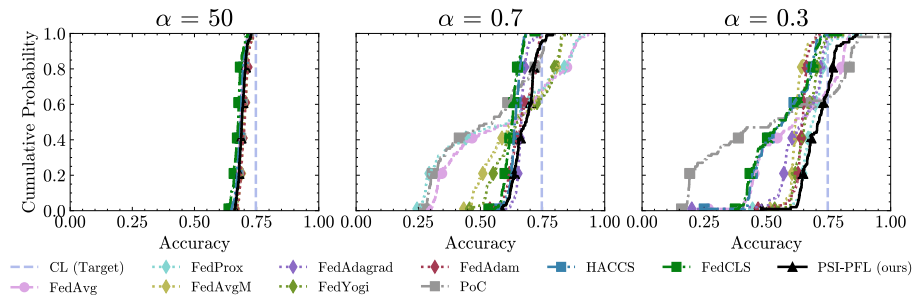 α = 50
α = 0.7
α = 0.3
Cumulative Probability
1.0
0.8
0.6
0.4
0.2
0.0
0.00 0.25 0.50 0.75 1.00
0.00 0.25 0.50 0.75 1.00
0.00 0.25 0.50 0.75 1.00
Accuracy
Accuracy
Accuracy
CL (Target) FedProx FedAdagrad FedAdam HACCS FedCLS PSI-PFL (ours)
FedAvg FedAvgM FedYogi PoC